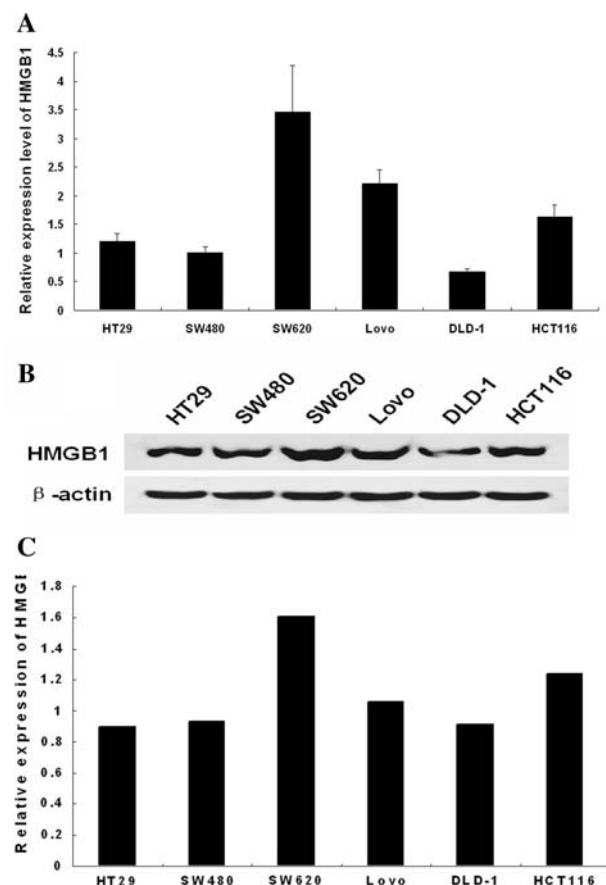 A
Relative expression level of HMGB1
4.5
4
3.5
3
2.5
2
1.5
1
0.5
0
HT29 SW480 SW620 Lovo DLD-1 HCT116
B
HT29 SW480 SW620 Lovo DLD-1 HCT116
HMGB1
β-actin
C
Relative expression of HMGE
1.8
1.6
1.4
1.2
1
0.8
0.6
0.4
0.2
0
HT29 SW480 SW620 Lovo DLD-1 HCT116